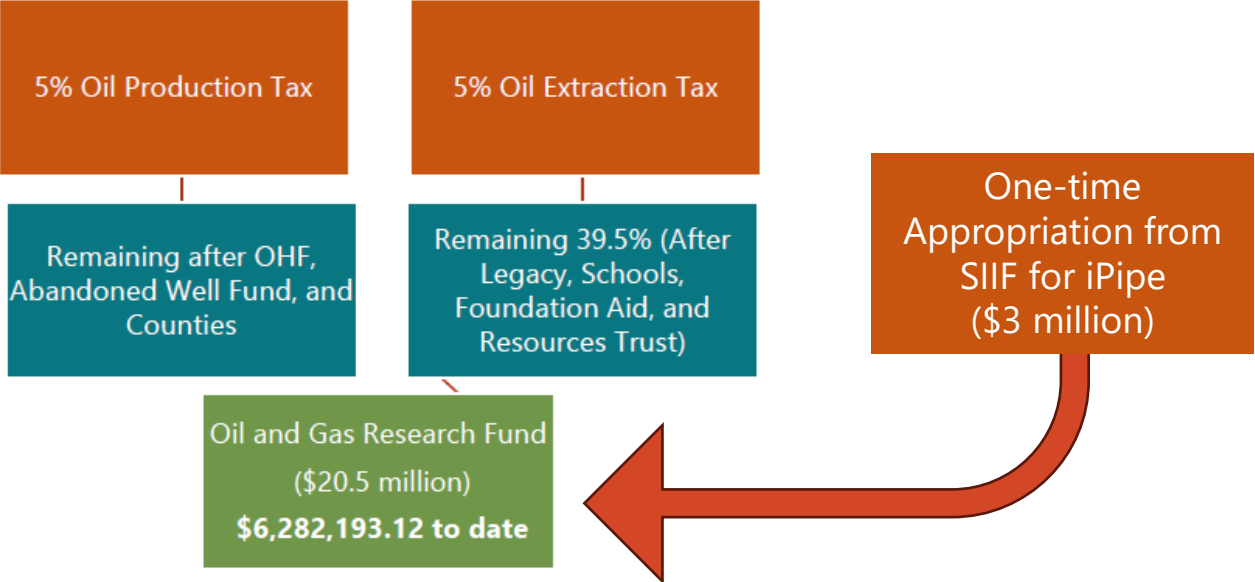 5% Oil Production Tax
5% Oil Extraction Tax
Remaining after OHF,
Abandoned Well Fund, and
Counties
Remaining 39.5% (After
Legacy, Schools,
Foundation Aid, and
Resources Trust)
One-time
Appropriation from
SIIF for iPipe
($3 million)
Oil and Gas Research Fund
($20.5 million)
$6,282,193.12 to date